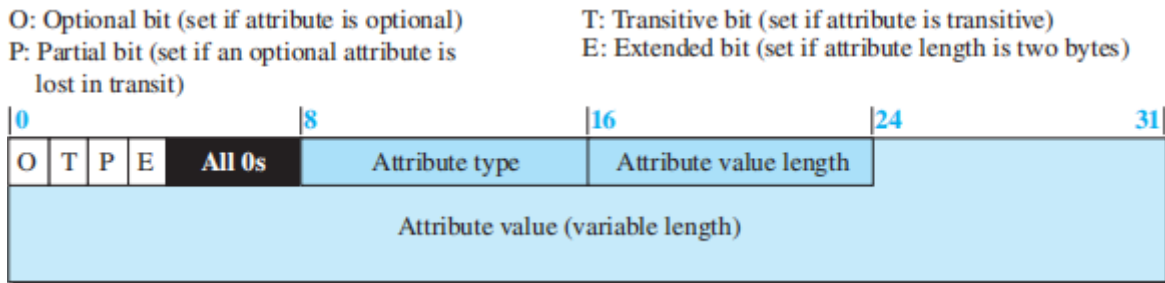 O: Optional bit (set if attribute is optional)
P: Partial bit (set if an optional attribute is
lost in transit)
T: Transitive bit (set if attribute is transitive)
E: Extended bit (set if attribute length is two bytes)
0 8 16 24 31
O T P E All 0s Attribute type Attribute value length
Attribute value (variable length)